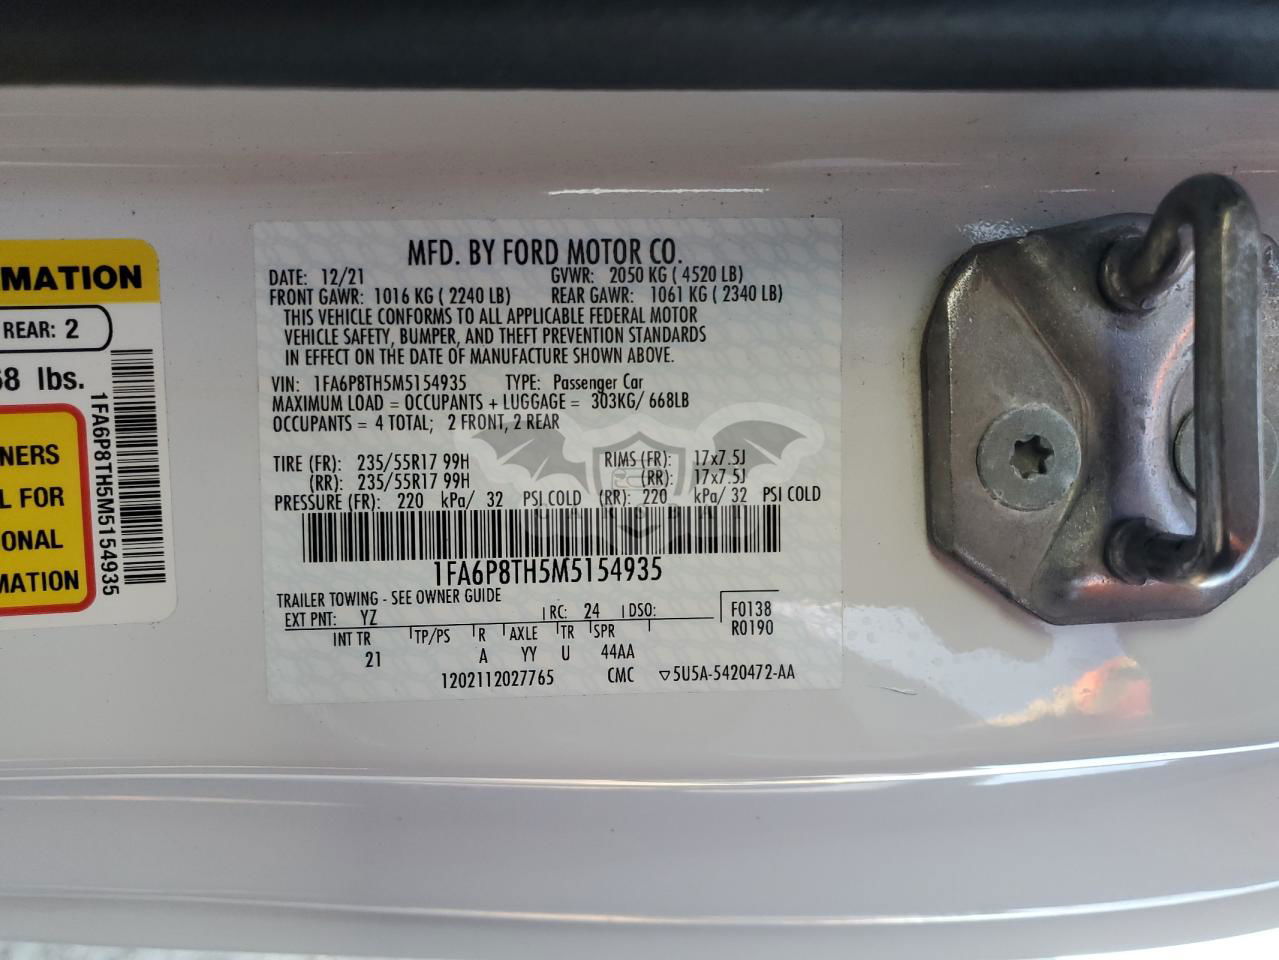 MATION
REAR: 2
68 lbs.
NERS
L FOR
ONAL
MATION
1FA6P8TH5M5154935
MFD. BY FORD MOTOR CO.
DATE: 12/21 GVWR: 2050 KG ( 4520 LB)
FRONT GAWR: 1016 KG ( 2240 LB) REAR GAWR: 1061 KG ( 2340 LB)
THIS VEHICLE CONFORMS TO ALL APPLICABLE FEDERAL MOTOR
VEHICLE SAFETY, BUMPER, AND THEFT PREVENTION STANDARDS
IN EFFECT ON THE DATE OF MANUFACTURE SHOWN ABOVE.
VIN: 1FA6P8TH5M5154935 TYPE: Passenger Car
MAXIMUM LOAD = OCCUPANTS + LUGGAGE = 303KG/ 668LB
OCCUPANTS = 4 TOTAL; 2 FRONT, 2 REAR
TIRE (FR): 235/55R17 99H RIMS (FR): 17x7.5J
(RR): 235/55R17 99H (RR): 17x7.5J
PRESSURE (FR): 220 kPa/ 32 PSI COLD (RR): 220 kPa/ 32 PSI COLD
1FA6P8TH5M5154935
TRAILER TOWING - SEE OWNER GUIDE
EXT PNT: YZ RC: 24 DSO: F0138
INT TR TP/PS R AXLE TR SPR R0190
21 A YY U 44AA
1202112027765 CMC ▽5U5A-5420472-AA